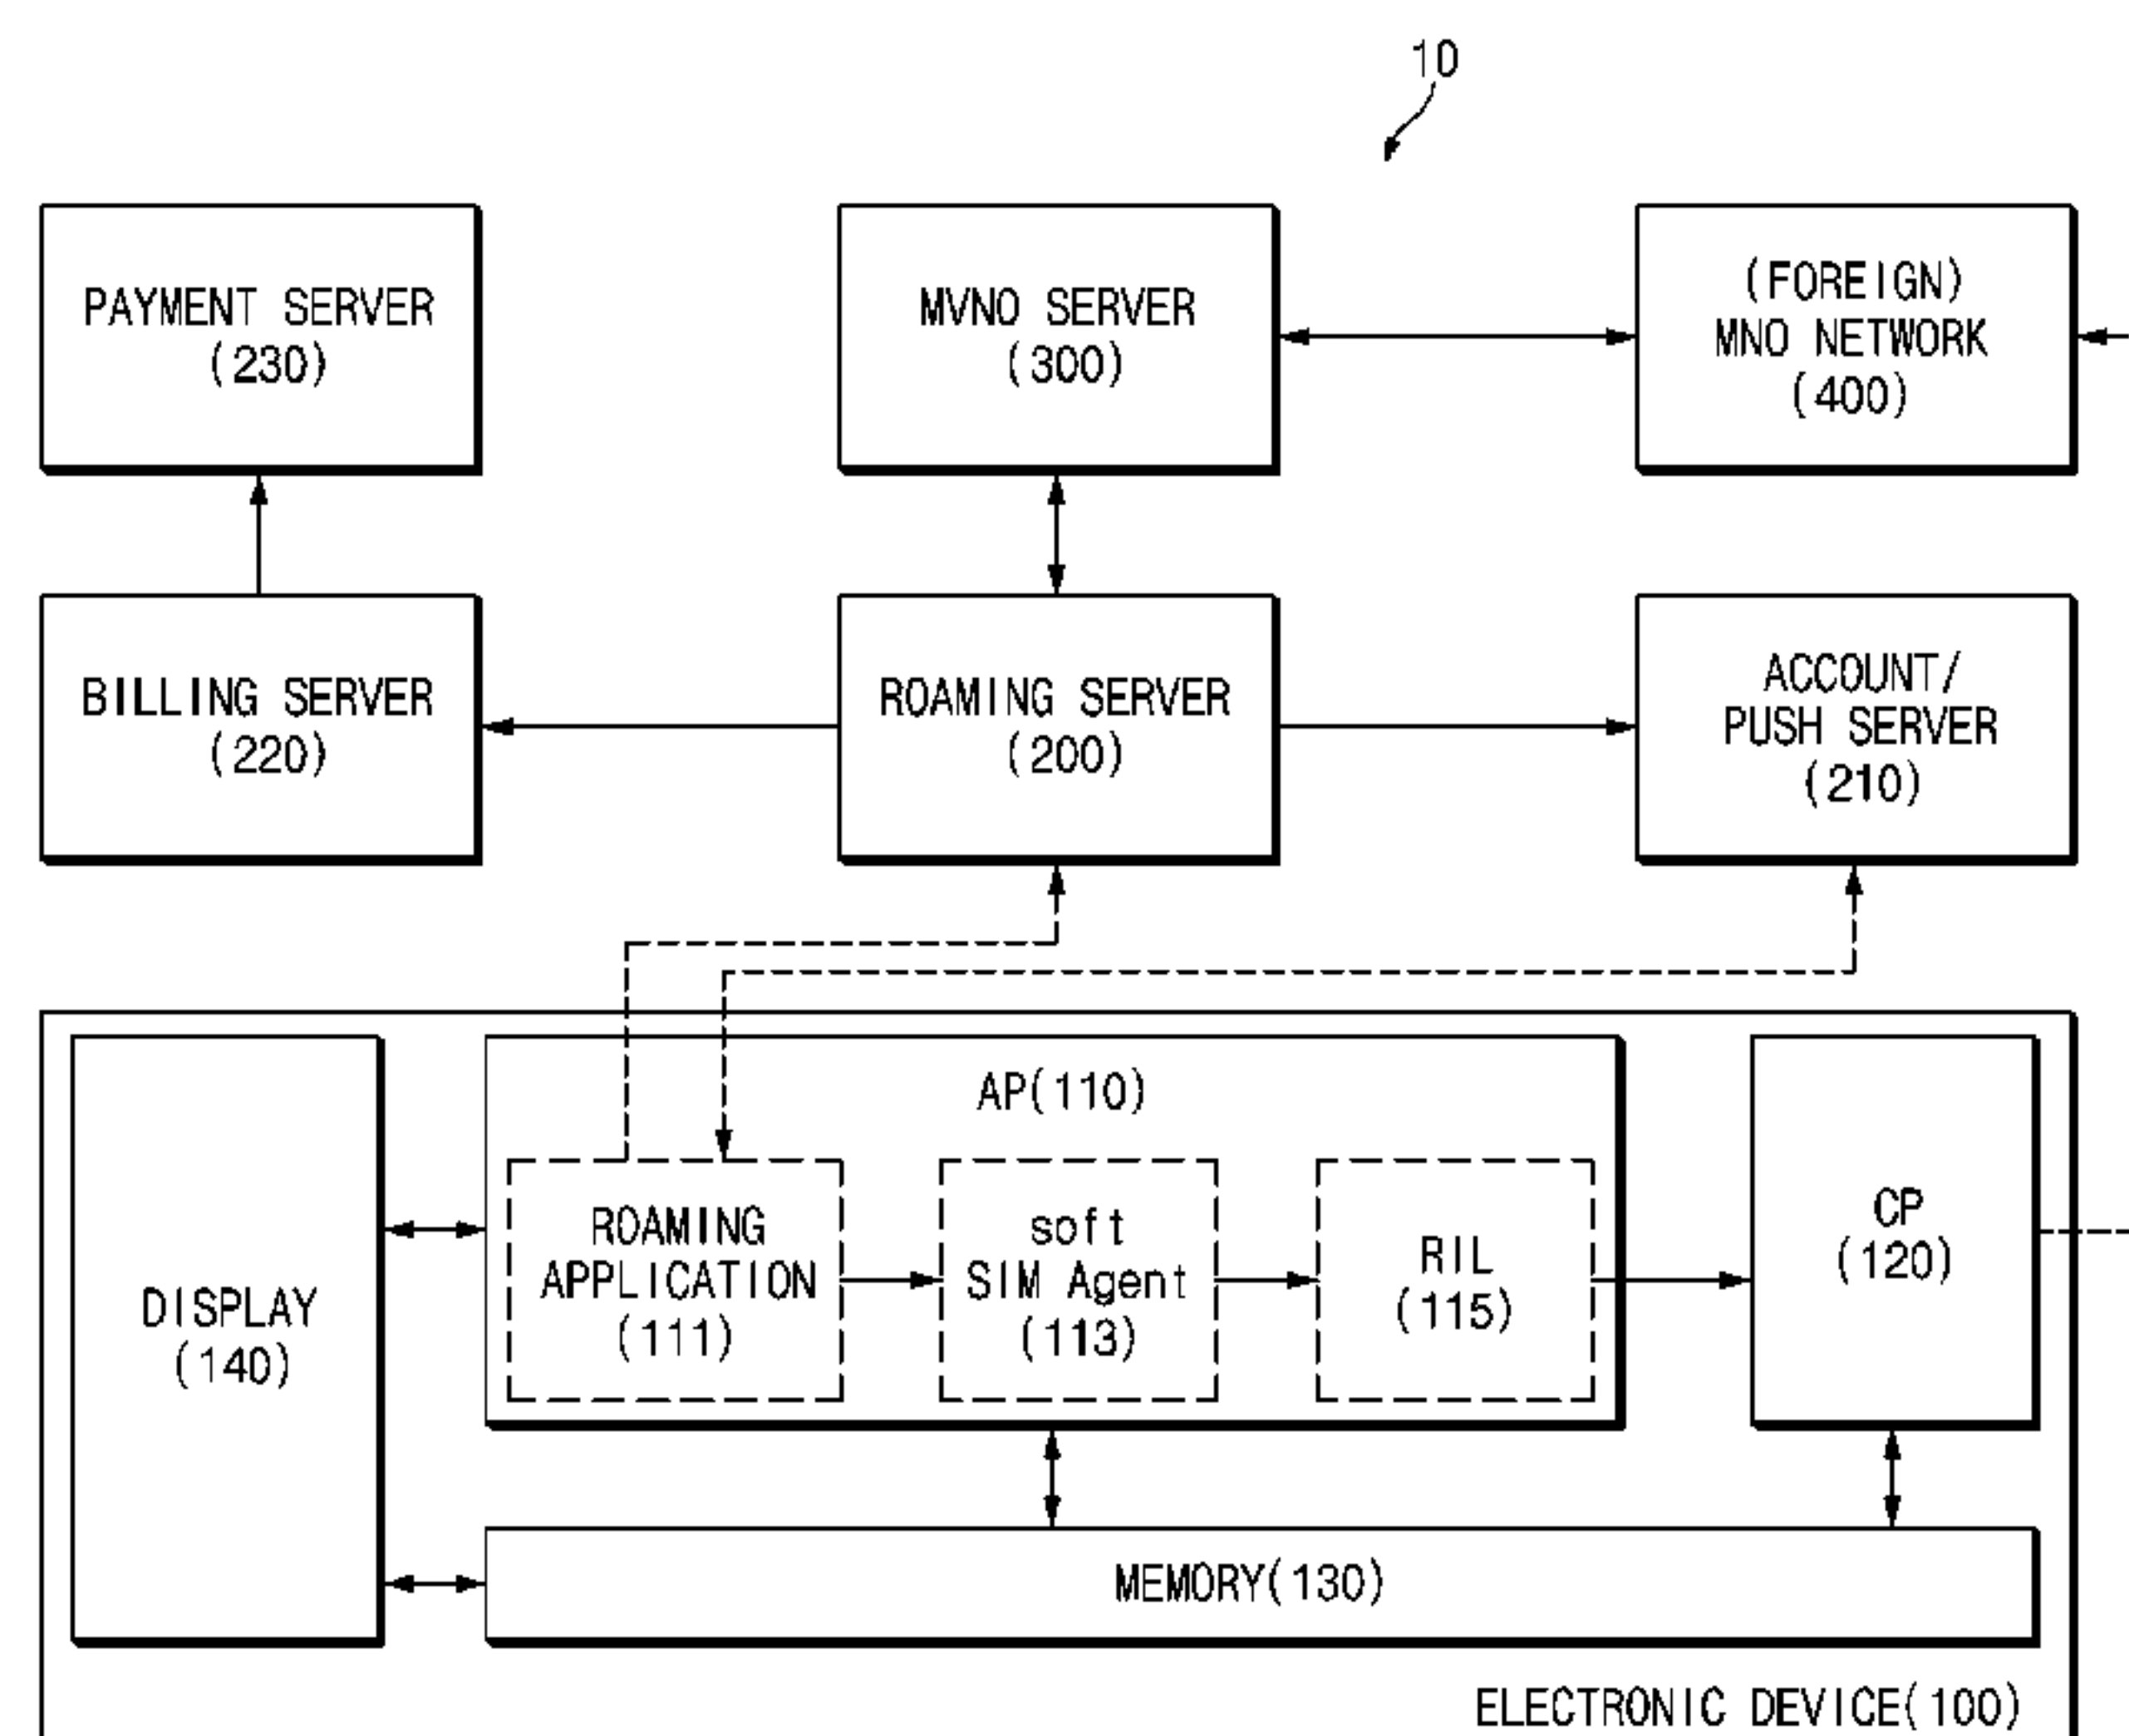 10
PAYMENT SERVER
(230)
MVNO SERVER
(300)
(FOREIGN)
MNO NETWORK
(400)
BILLING SERVER
(220)
ROAMING SERVER
(200)
ACCOUNT/
PUSH SERVER
(210)
AP(110)
DISPLAY
(140)
ROAMING
APPLICATION
(111)
soft
SIM Agent
(113)
RIL
(115)
CP
(120)
MEMORY(130)
ELECTRONIC DEVICE(100)